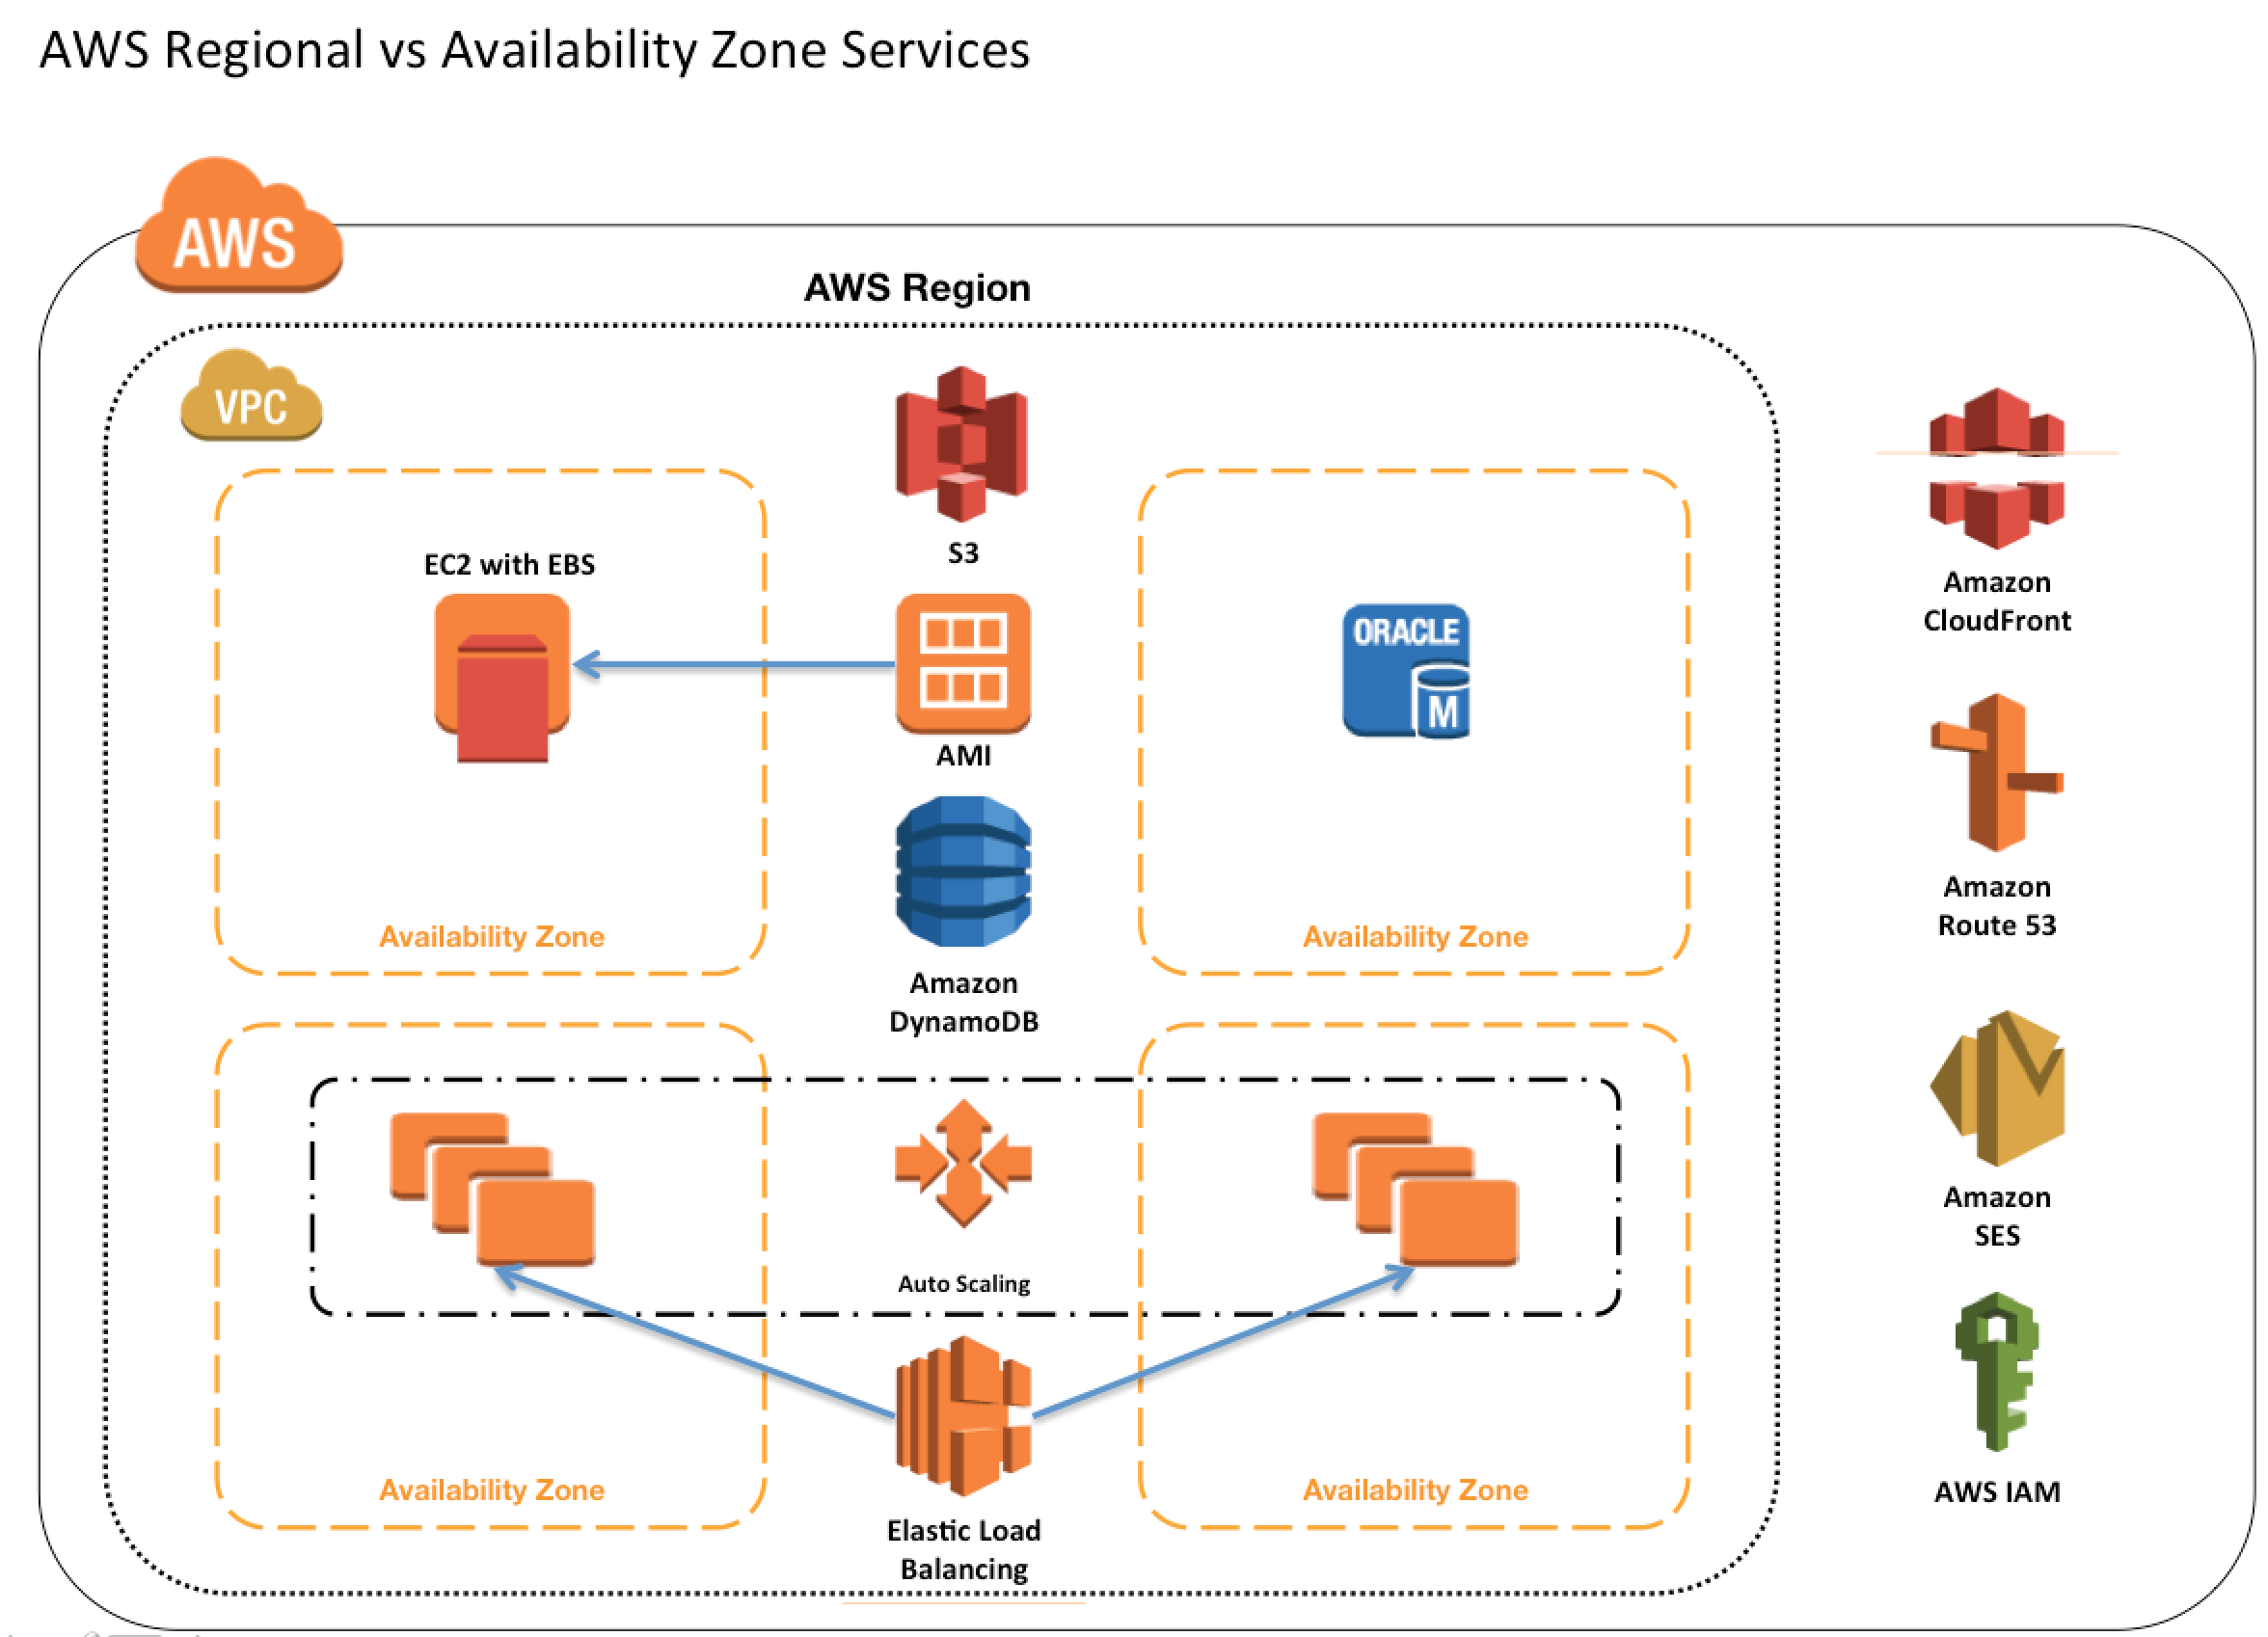 AWS Regional vs Availability Zone Services
AWS
AWS Region
VPC
S3
EC2 with EBS
AMI
ORACLE
M
Availability Zone
Availability Zone
Amazon
DynamoDB
Auto Scaling
Availability Zone
Availability Zone
Elastic Load
Balancing
Amazon
CloudFront
Amazon
Route 53
Amazon
SES
AWS IAM